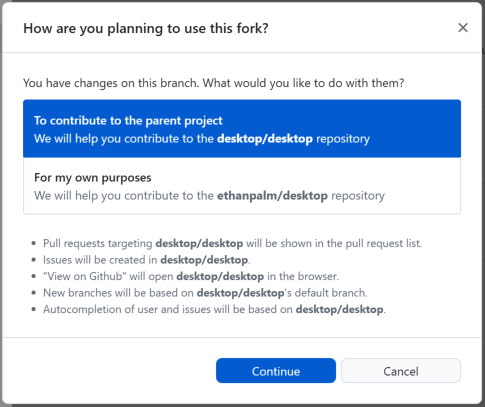 How are you planning to use this fork?
You have changes on this branch. What would you like to do with them?
To contribute to the parent project
We will help you contribute to the desktop/desktop repository
For my own purposes
We will help you contribute to the ethanpalm/desktop repository
• Pull requests targeting desktop/desktop will be shown in the pull request list.
• Issues will be created in desktop/desktop.
• "View on Github" will open desktop/desktop in the browser.
• New branches will be based on desktop/desktop's default branch.
• Autocompletion of user and issues will be based on desktop/desktop.
Continue Cancel